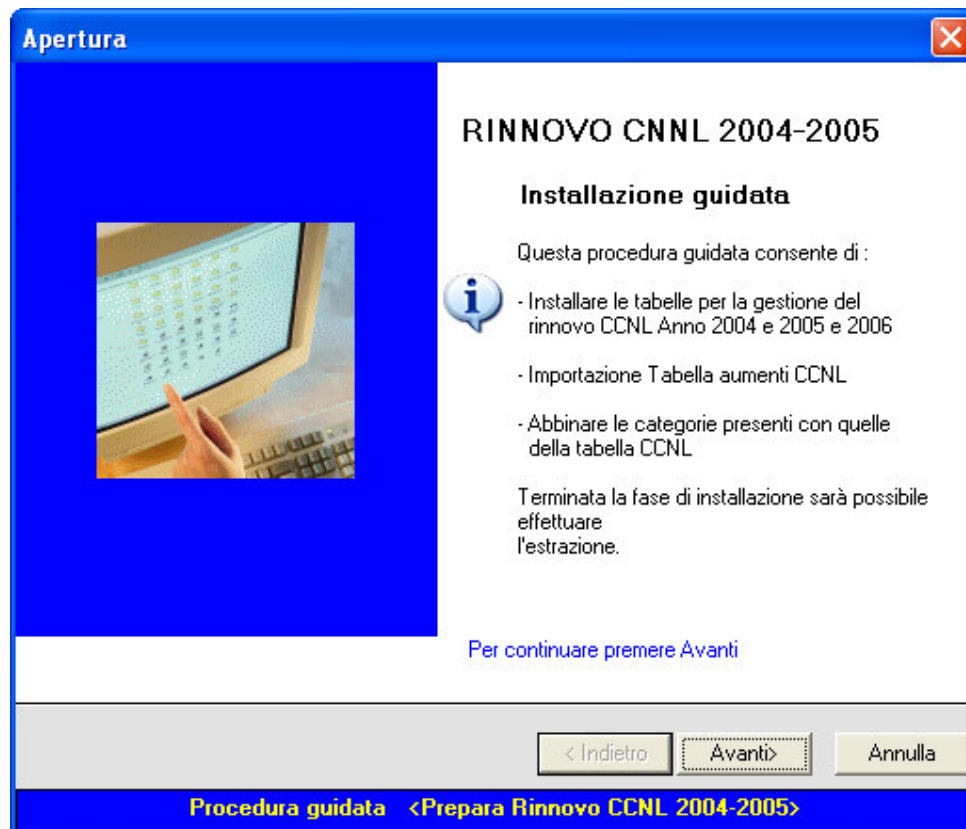 Apertura
RINNOVO CNNL 2004-2005
Installazione guidata
Questa procedura guidata consente di :
- Installare le tabelle per la gestione del
rinnovo CCNL Anno 2004 e 2005 e 2006
- Importazione Tabella aumenti CCNL
- Abbinare le categorie presenti con quelle
della tabella CCNL
Terminata la fase di installazione sarà possibile
effettuare
l'estrazione.
Per continuare premere Avanti
< Indietro
Avanti>
Annulla
Procedura guidata <Prepara Rinnovo CCNL 2004-2005>